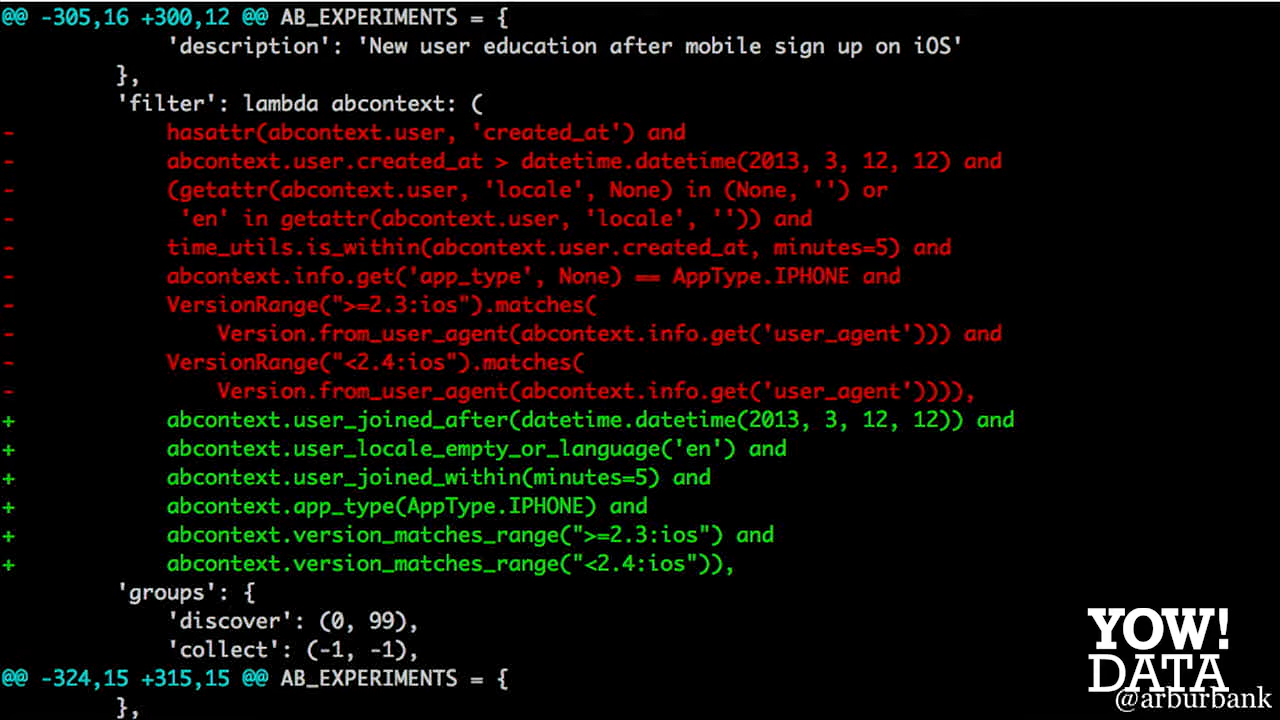 @@ -305,16 +300,12 @@ AB_EXPERIMENTS = {
            'description': 'New user education after mobile sign up on iOS'
        },
        'filter': lambda abcontext: (
-            hasattr(abcontext.user, 'created_at') and
-            abcontext.user.created_at > datetime.datetime(2013, 3, 12, 12) and
-            (getattr(abcontext.user, 'locale', None) in (None, '') or
-             'en' in getattr(abcontext.user, 'locale', '')) and
-            time_utils.is_within(abcontext.user.created_at, minutes=5) and
-            abcontext.info.get('app_type', None) == AppType.IPHONE and
-            VersionRange(">=2.3:ios").matches(
-                Version.from_user_agent(abcontext.info.get('user_agent'))) and
-            VersionRange("<2.4:ios").matches(
-                Version.from_user_agent(abcontext.info.get('user_agent')))),
+            abcontext.user_joined_after(datetime.datetime(2013, 3, 12, 12)) and
+            abcontext.user_locale_empty_or_language('en') and
+            abcontext.user_joined_within(minutes=5) and
+            abcontext.app_type(AppType.IPHONE) and
+            abcontext.version_matches_range(">=2.3:ios") and
+            abcontext.version_matches_range("<2.4:ios")),
        'groups': {
            'discover': (0, 99),
            'collect': (-1, -1),
@@ -324,15 +315,15 @@ AB_EXPERIMENTS = {
        },
YOW!
DATA
@arburbank